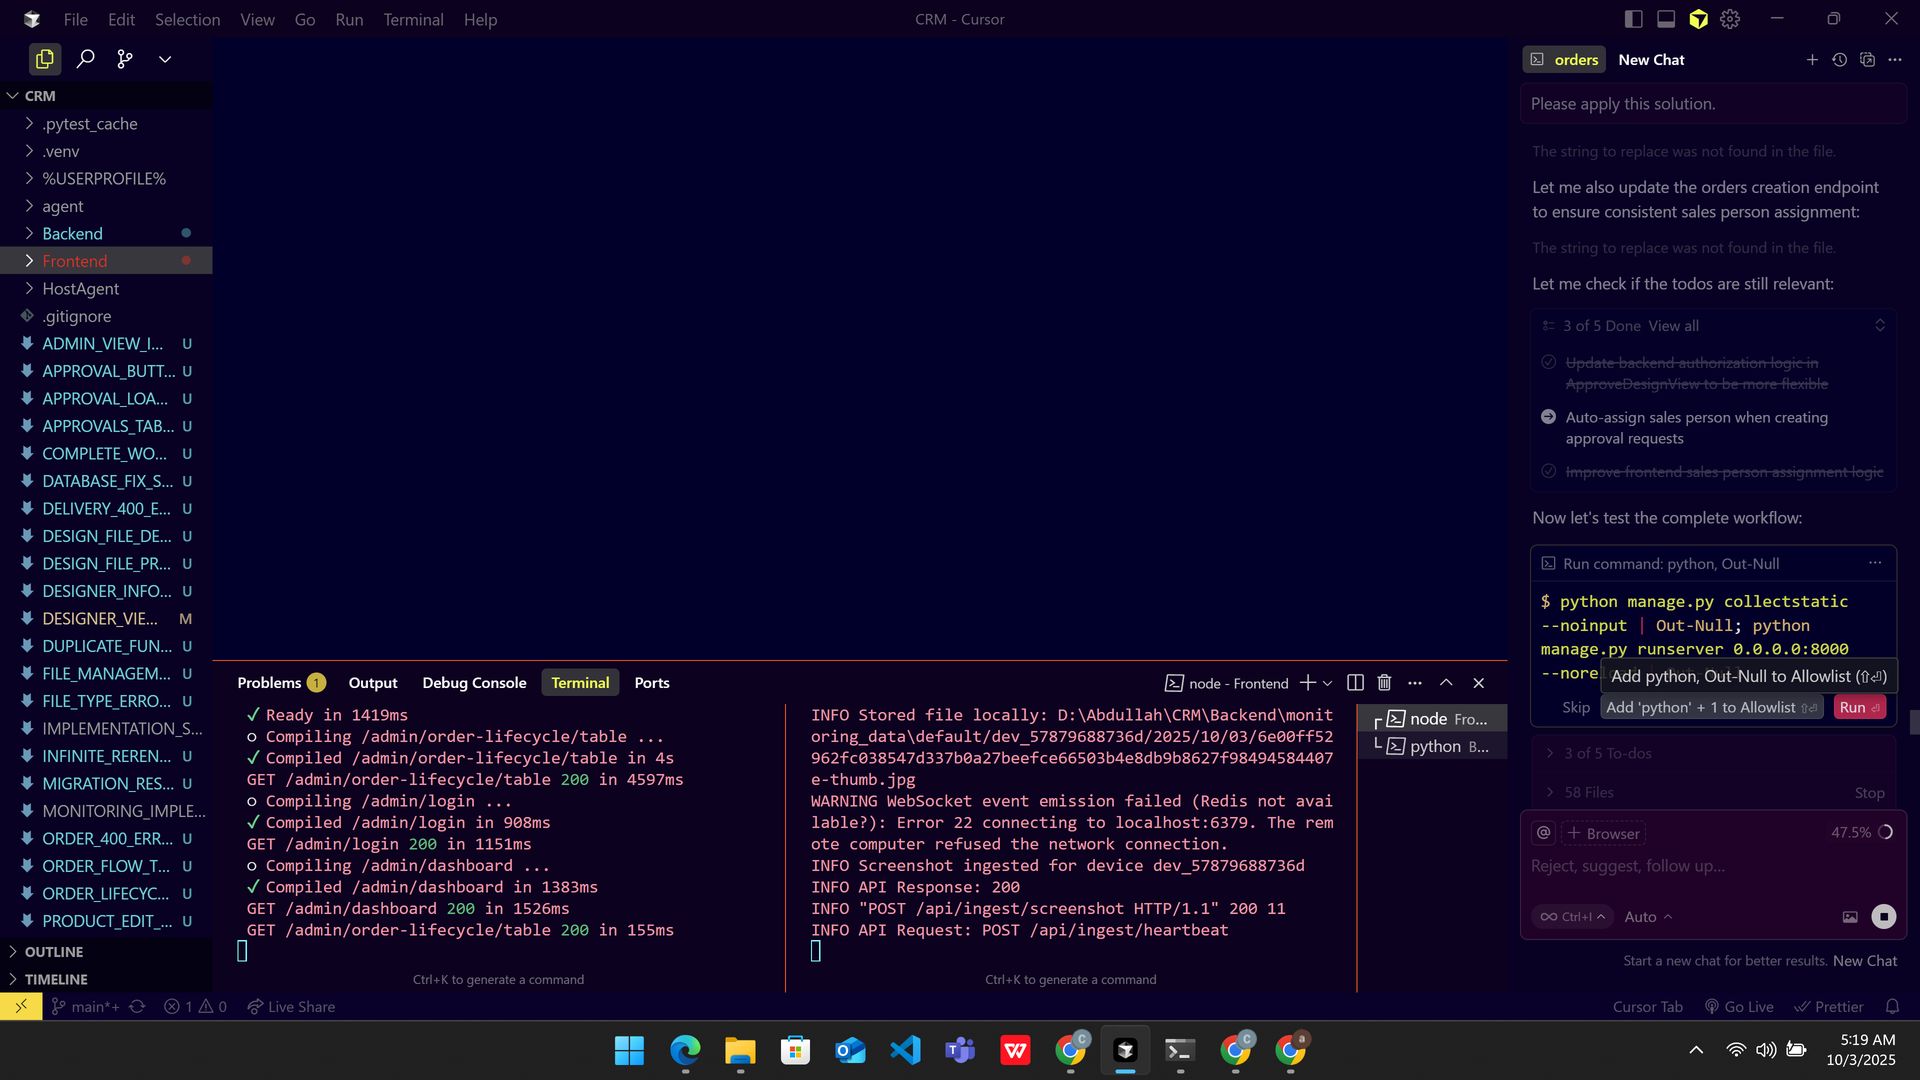 File Edit Selection View Go Run Terminal Help
CRM - Cursor
CRM
.pytest_cache
.venv
%USERPROFILE%
agent
Backend
Frontend
HostAgent
.gitignore
ADMIN_VIEW_I... U
APPROVAL_BUTT... U
APPROVAL_LOA... U
APPROVALS_TAB... U
COMPLETE_WO... U
DATABASE_FIX_S... U
DELIVERY_400_E... U
DESIGN_FILE_DE... U
DESIGN_FILE_PR... U
DESIGNER_INFO... U
DESIGNER_VIE... M
DUPLICATE_FUN... U
FILE_MANAGEM... U
FILE_TYPE_ERRO... U
IMPLEMENTATION_S...
INFINITE_REREN... U
MIGRATION_RES... U
MONITORING_IMPLE...
ORDER_400_ERR... U
ORDER_FLOW_T... U
ORDER_LIFECYC... U
PRODUCT_EDIT_... U
OUTLINE
TIMELINE
Problems 1 Output Debug Console Terminal Ports
node - Frontend
✓ Ready in 1419ms
○ Compiling /admin/order-lifecycle/table ...
✓ Compiled /admin/order-lifecycle/table in 4s
GET /admin/order-lifecycle/table 200 in 4597ms
○ Compiling /admin/login ...
✓ Compiled /admin/login in 908ms
GET /admin/login 200 in 1151ms
○ Compiling /admin/dashboard ...
✓ Compiled /admin/dashboard in 1383ms
GET /admin/dashboard 200 in 1526ms
GET /admin/order-lifecycle/table 200 in 155ms
Ctrl+K to generate a command
INFO Stored file locally: D:\Abdullah\CRM\Backend\monit
oring_data\default/dev_57879688736d/2025/10/03/6e00ff52
962fc038547d337b0a27beefce66503b4e8db9b8627f98494584407
e-thumb.jpg
WARNING WebSocket event emission failed (Redis not avai
lable?): Error 22 connecting to localhost:6379. The rem
ote computer refused the network connection.
INFO Screenshot ingested for device dev_57879688736d
INFO API Response: 200
INFO "POST /api/ingest/screenshot HTTP/1.1" 200 11
INFO API Request: POST /api/ingest/heartbeat
Ctrl+K to generate a command
node Fro...
python B...
orders New Chat
Please apply this solution.
The string to replace was not found in the file.
Let me also update the orders creation endpoint
to ensure consistent sales person assignment:
The string to replace was not found in the file.
Let me check if the todos are still relevant:
3 of 5 Done View all
Update backend authorization logic in
ApproveDesignView to be more flexible
Auto-assign sales person when creating
approval requests
Improve frontend sales person assignment logic
Now let's test the complete workflow:
Run command: python, Out-Null
$ python manage.py collectstatic
--noinput | Out-Null; python
manage.py runserver 0.0.0.0:8000
--norel
Add python, Out-Null to Allowlist (⇧⏎)
Skip Add 'python' + 1 to Allowlist ⇧⏎ Run ⏎
3 of 5 To-dos
58 Files Stop
@ + Browser 47.5%
Reject, suggest, follow up...
∞ Ctrl+I Auto
Start a new chat for better results. New Chat
main*+ 1 0 Live Share
Cursor Tab Go Live Prettier
5:19 AM
10/3/2025